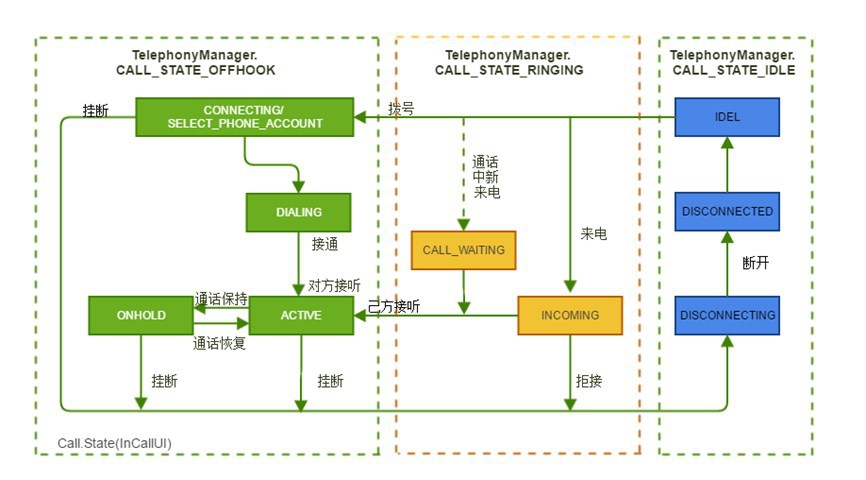 TelephonyManager.
CALL_STATE_OFFHOOK
TelephonyManager.
CALL_STATE_RINGING
TelephonyManager.
CALL_STATE_IDLE
挂断
CONNECTING/
SELECT_PHONE_ACCOUNT
拨号
IDEL
通话
中新
来电
DIALING
DISCONNECTED
接通
CALL_WAITING
来电
断开
对方接听
通话保持
己方接听
ONHOLD
ACTIVE
INCOMING
DISCONNECTING
通话恢复
挂断
挂断
拒接
Call.State(InCallUI)